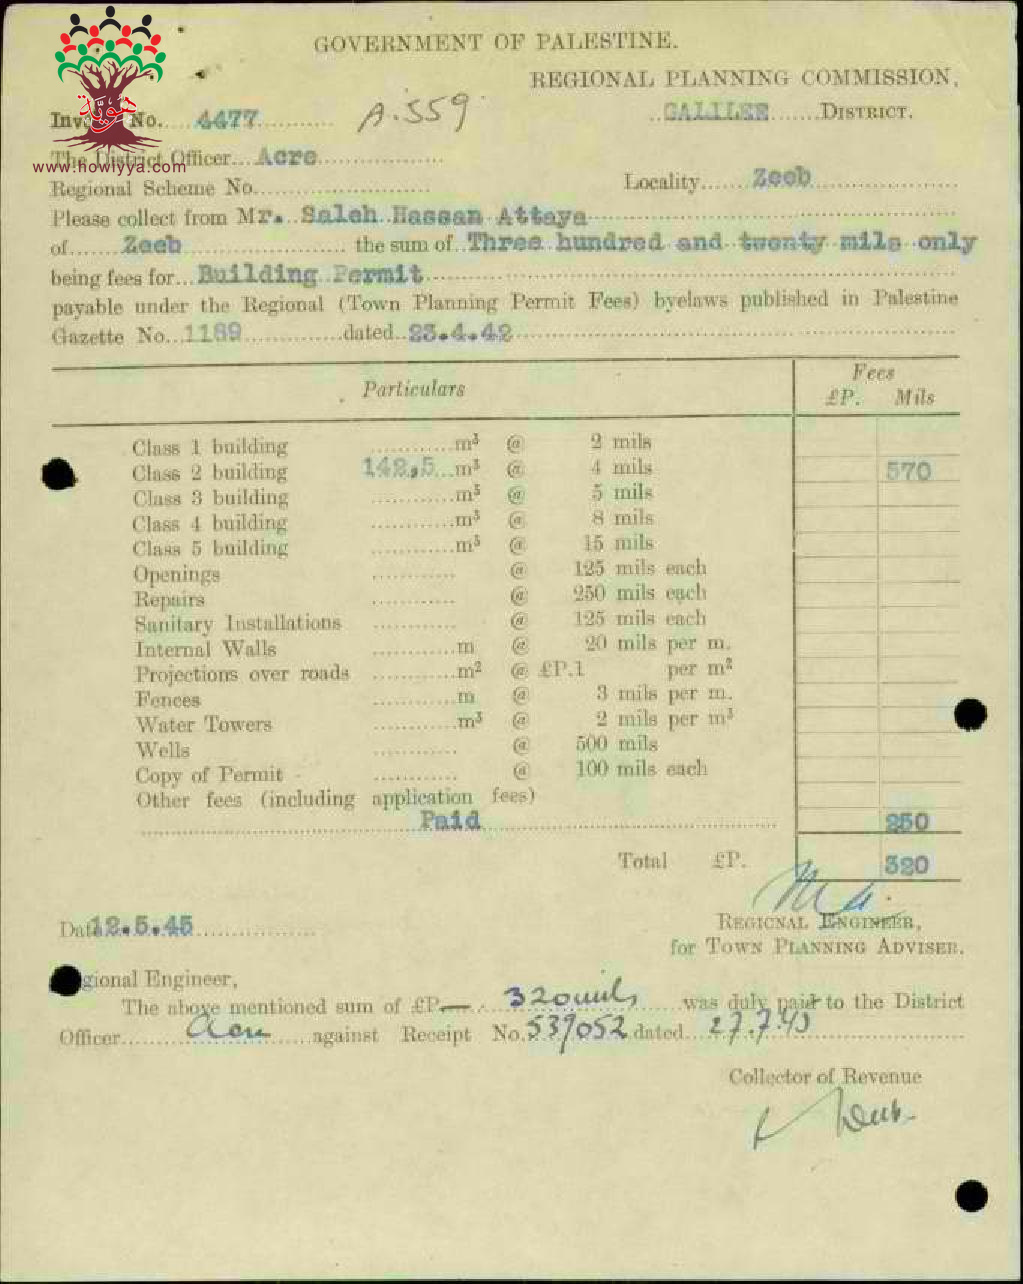 GOVERNMENT OF PALESTINE.
REGIONAL PLANNING COMMISSION,
Invo No. 4477 A.559 GALILEE DISTRICT.
هوية
The District Officer Acre
www.howiyya.com
Regional Scheme No. Locality Zeeb
Please collect from Mr. Saleh Hassan Attaya
of Zeeb the sum of Three hundred and twenty mils only
being fees for Building Permit
payable under the Regional (Town Planning Permit Fees) byelaws published in Palestine
Gazette No. 1189 dated 23.4.42
Particulars Fees
£P. Mils
Class 1 building m³ @ 2 mils
Class 2 building 142,5 m³ @ 4 mils 570
Class 3 building m³ @ 5 mils
Class 4 building m³ @ 8 mils
Class 5 building m³ @ 15 mils
Openings @ 125 mils each
Repairs @ 250 mils each
Sanitary Installations @ 125 mils each
Internal Walls m @ 20 mils per m.
Projections over roads m² @ £P.1 per m²
Fences m @ 3 mils per m.
Water Towers m³ @ 2 mils per m³
Wells @ 500 mils
Copy of Permit - @ 100 mils each
Other fees (including application fees)
Paid 250
Total £P. 320
Dat 12.5.45
REGIONAL ENGINEER,
for TOWN PLANNING ADVISER.
gional Engineer,
The above mentioned sum of £P.— 320 mils was duly paid to the District
Officer Acre against Receipt No. 539052 dated 27.7.45
Collector of Revenue